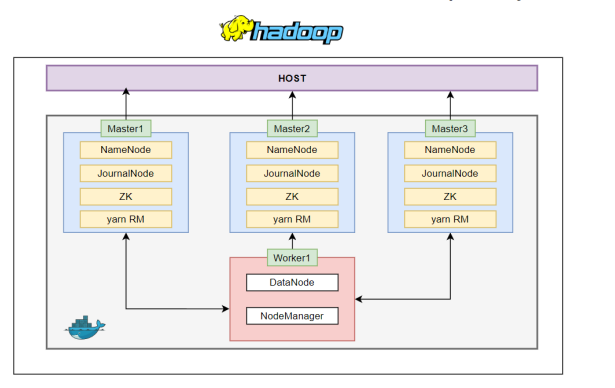 hadoop
HOST
Master1
Master2
Master3
NameNode
NameNode
NameNode
JournalNode
JournalNode
JournalNode
ZK
ZK
ZK
yarn RM
yarn RM
yarn RM
Worker1
DataNode
NodeManager